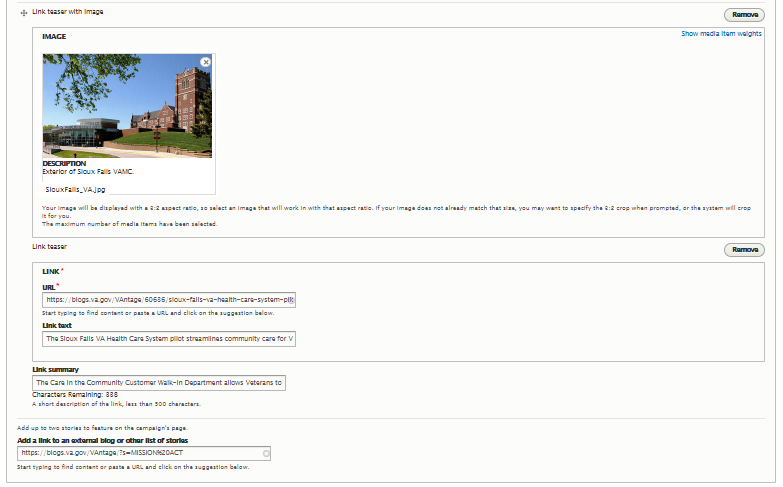 Link teaser with image
Remove
IMAGE
Show media item weights
DESCRIPTION
Exterior of Sioux Falls VAMC.
SiouxFalls_VA.jpg
Your image will be displayed with a 3:2 aspect ratio, so select an image that will work in with that aspect ratio. If your image does not already match that size, you may want to specify the 3:2 crop when prompted, or the system will crop
it for you.
The maximum number of media items have been selected.
Link teaser
Remove
LINK *
URL *
https://blogs.va.gov/VAntage/60686/sioux-falls-va-health-care-system-pil
Start typing to find content or paste a URL and click on the suggestion below.
Link text
The Sioux Falls VA Health Care System pilot streamlines community care for V
Link summary
The Care in the Community Customer Walk-in Department allows Veterans to
Characters Remaining:
A short description of the link, less than 300 characters.
Add up to two stories to feature on the campaign's page.
Add a link to an external blog or other list of stories
https://blogs.va.gov/VAntage/?s=MISSION%20ACT
Start typing to find content or paste a URL and click on the suggestion below.